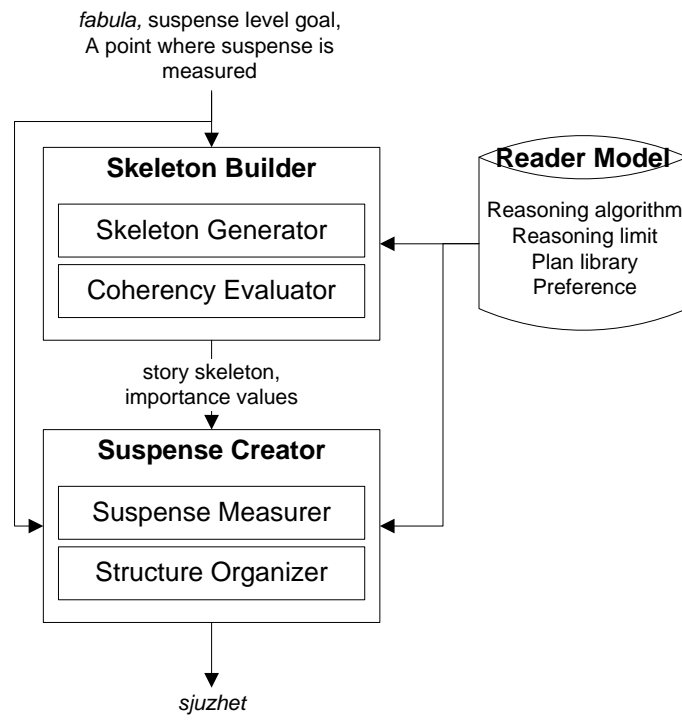 fabula, suspense level goal,
A point where suspense is
measured
Skeleton Builder
Skeleton Generator
Coherency Evaluator
Reader Model
Reasoning algorithm
Reasoning limit
Plan library
Preference
story skeleton,
importance values
Suspense Creator
Suspense Measurer
Structure Organizer
sjuzhet